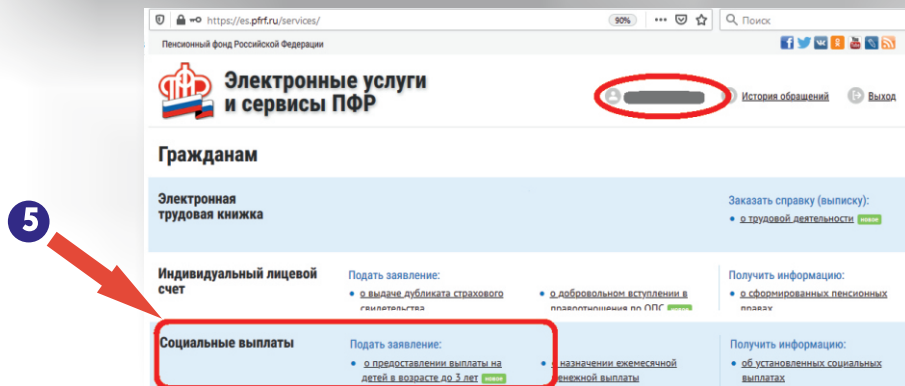 https://es.pfrf.ru/services/
90%
Поиск
Пенсионный фонд Российской Федерации
Электронные услуги
и сервисы ПФР
История обращений
Выход
Гражданам
5
Электронная
трудовая книжка
Заказать справку (выписку):
о трудовой деятельности новое
Индивидуальный лицевой
счет
Подать заявление:
о выдаче дубликата страхового
свидетельства
о добровольном вступлении в
правоотношения по ОПС новое
Получить информацию:
о сформированных пенсионных
правах
Социальные выплаты
Подать заявление:
о предоставлении выплаты на
детей в возрасте до 3 лет новое
назначении ежемесячной
денежной выплаты
Получить информацию:
об установленных социальных
выплатах